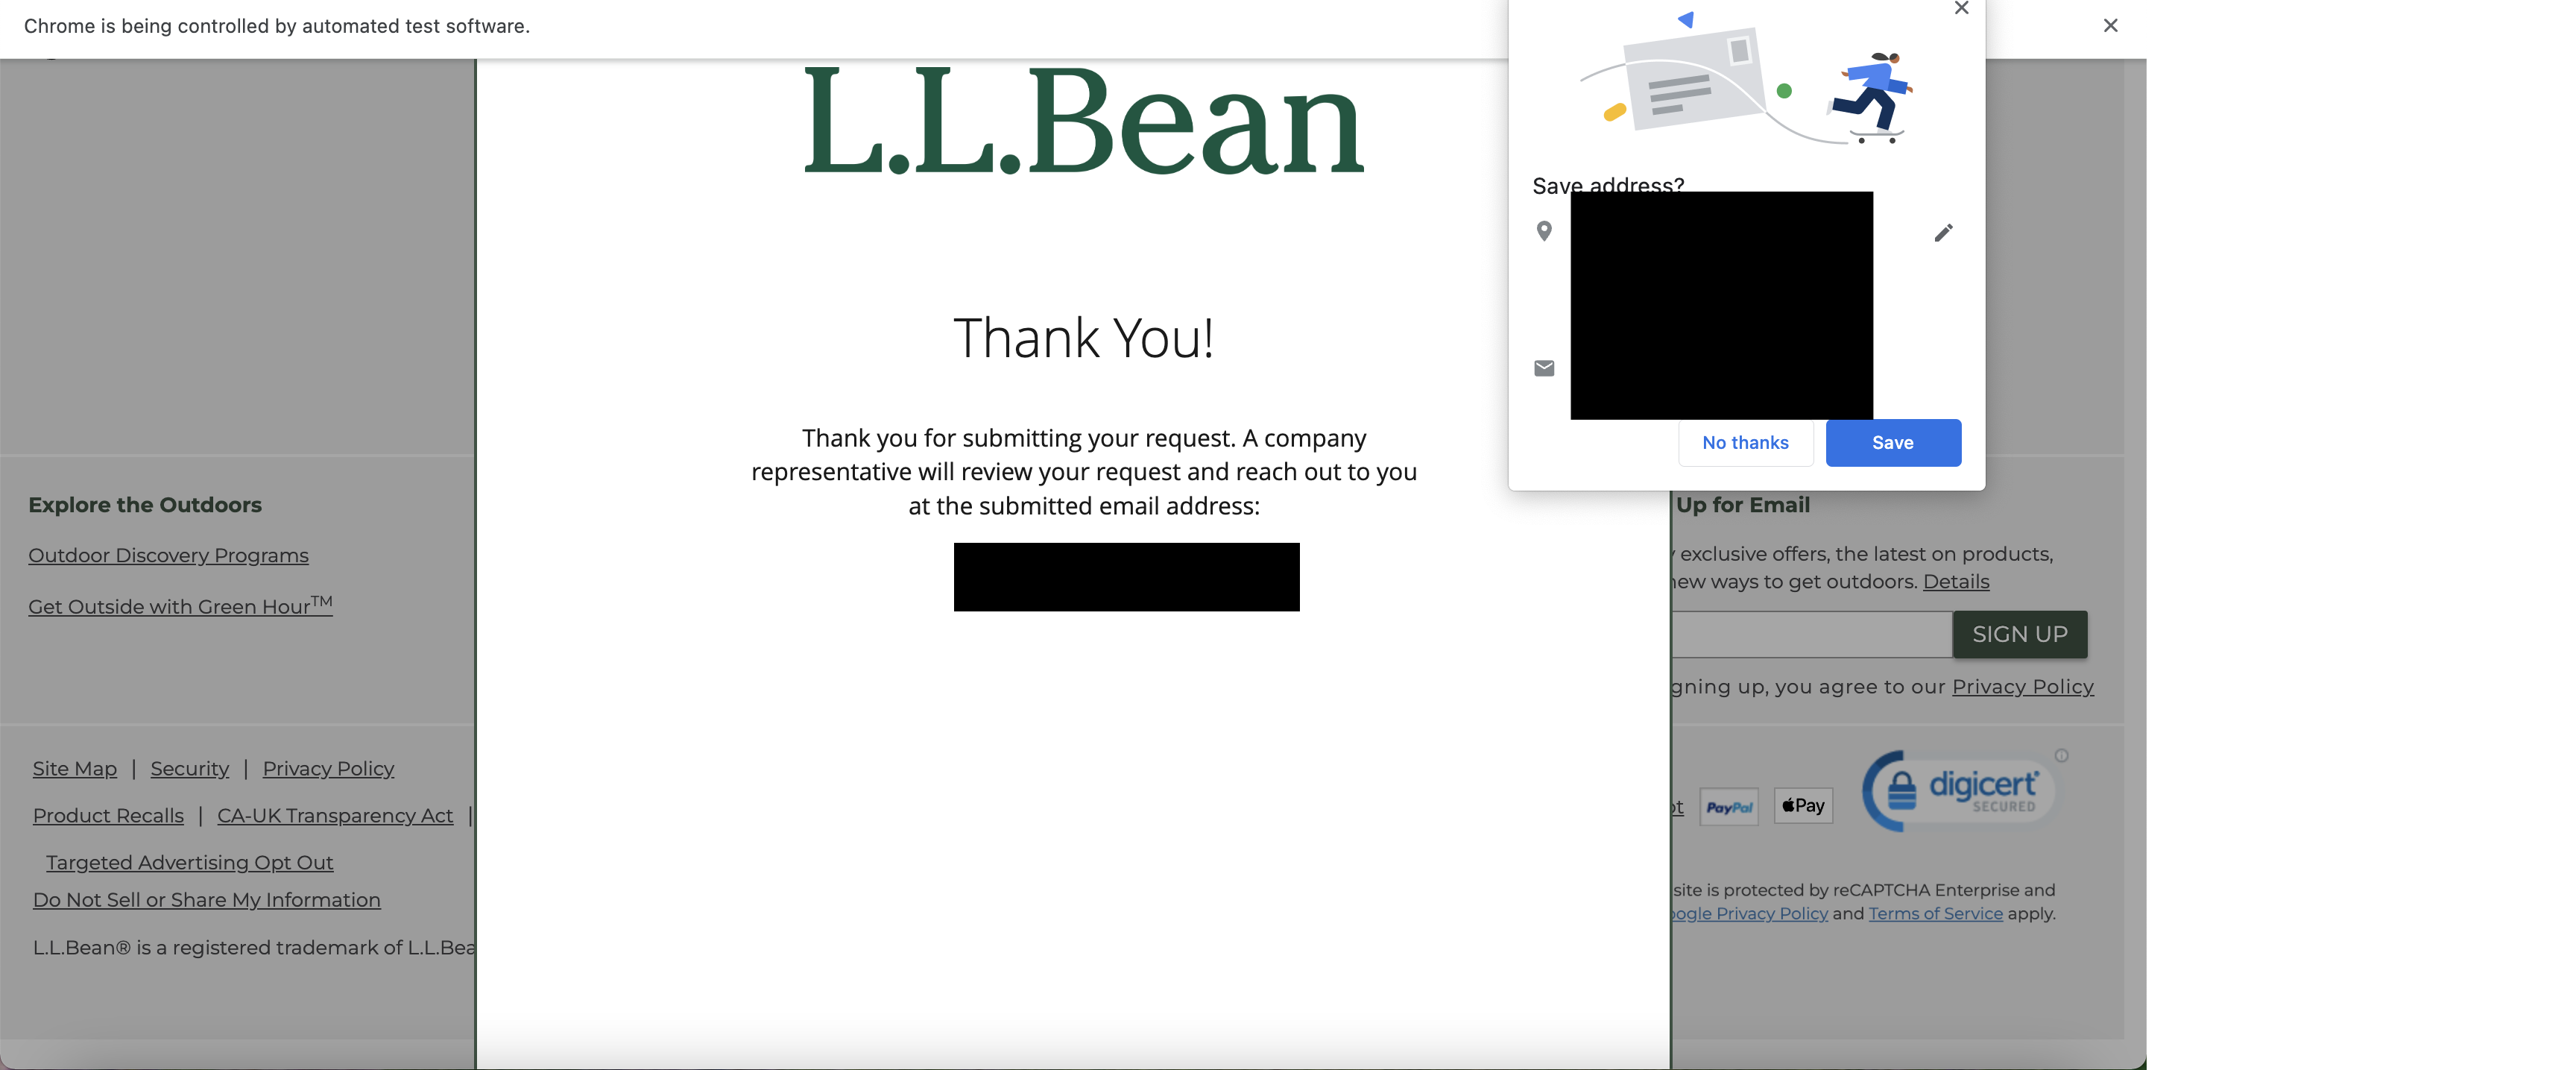 Chrome is being controlled by automated test software.
L.L.Bean
Thank You!
Thank you for submitting your request. A company
representative will review your request and reach out to you
at the submitted email address:
Save address?
No thanks
Save
Explore the Outdoors
Outdoor Discovery Programs
Get Outside with Green Hour™
Up for Email
exclusive offers, the latest on products,
new ways to get outdoors. Details
SIGN UP
gning up, you agree to our Privacy Policy
Site Map | Security | Privacy Policy
Product Recalls | CA-UK Transparency Act |
Targeted Advertising Opt Out
Do Not Sell or Share My Information
L.L.Bean® is a registered trademark of L.L.Bea
PayPal
Pay
digicert®
SECURED
site is protected by reCAPTCHA Enterprise and
oogle Privacy Policy and Terms of Service apply.